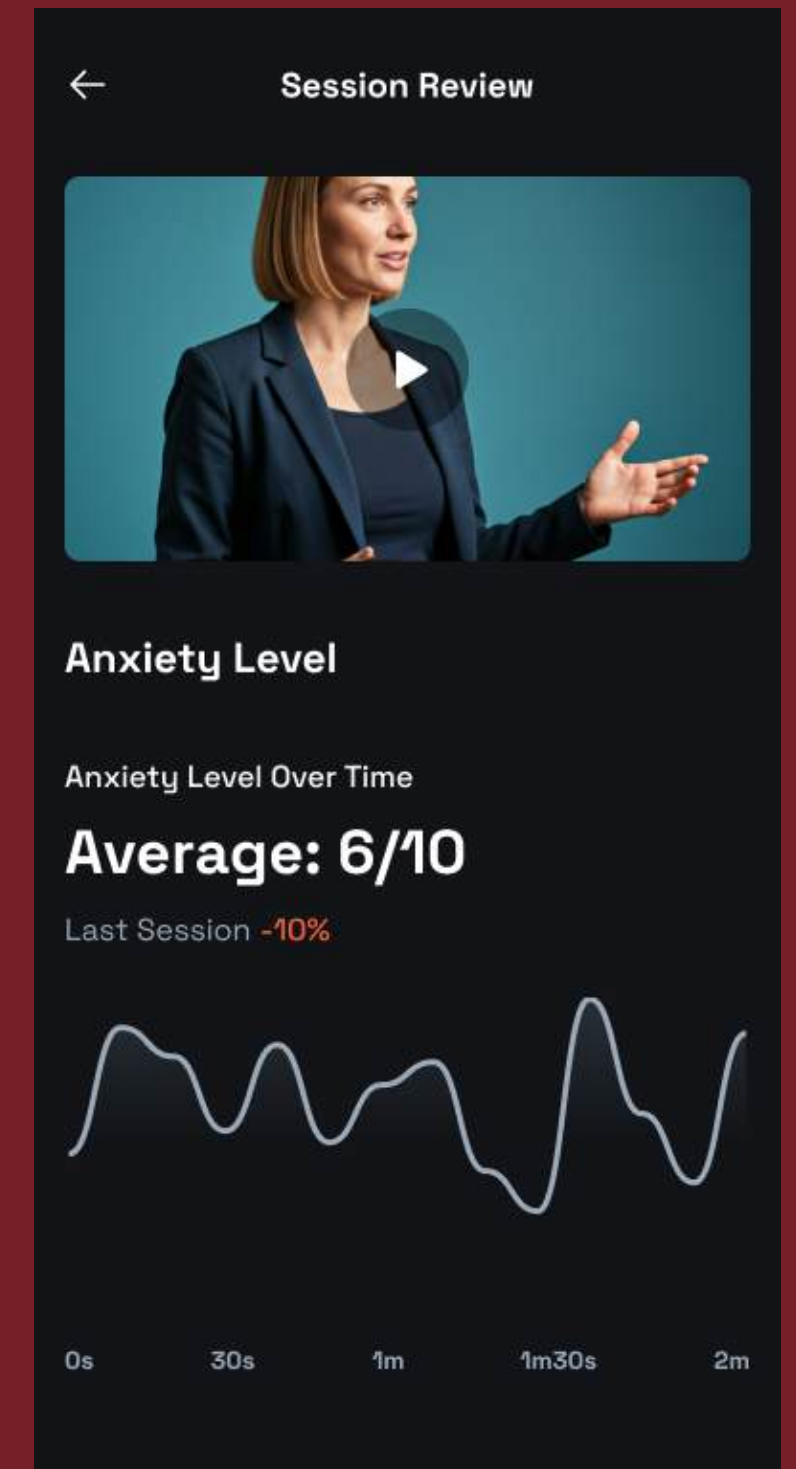 Session Review
Anxiety Level
Anxiety Level Over Time
Average: 6/10
Last Session -10%
0s 30s 1m 1m30s 2m